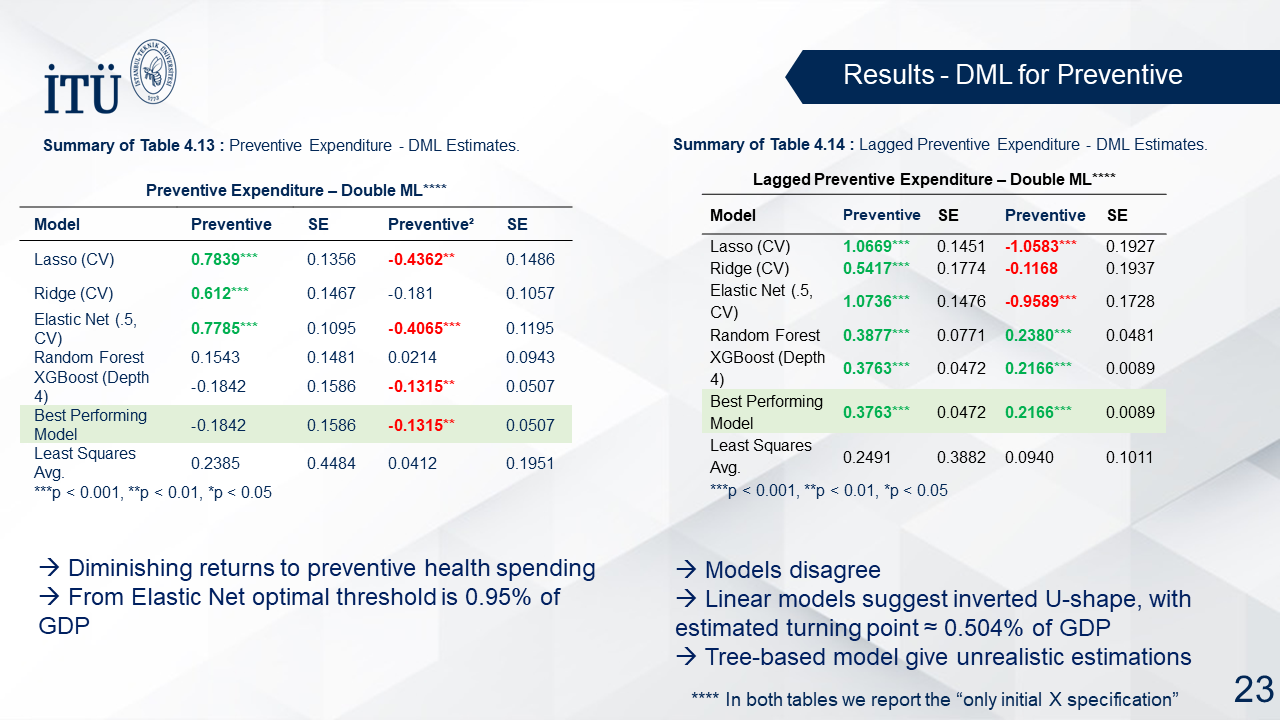 İTÜ
İSTANBUL TEKNİK ÜNİVERSİTESİ
1773
Results - DML for Preventive
Summary of Table 4.13 : Preventive Expenditure - DML Estimates.
Preventive Expenditure – Double ML****
Model Preventive SE Preventive² SE
Lasso (CV) 0.7839*** 0.1356 -0.4362** 0.1486
Ridge (CV) 0.612*** 0.1467 -0.181 0.1057
Elastic Net (.5,
CV) 0.7785*** 0.1095 -0.4065*** 0.1195
Random Forest 0.1543 0.1481 0.0214 0.0943
XGBoost (Depth
4) -0.1842 0.1586 -0.1315** 0.0507
Best Performing
Model -0.1842 0.1586 -0.1315** 0.0507
Least Squares
Avg. 0.2385 0.4484 0.0412 0.1951
***p < 0.001, **p < 0.01, *p < 0.05
→ Diminishing returns to preventive health spending
→ From Elastic Net optimal threshold is 0.95% of
GDP
Summary of Table 4.14 : Lagged Preventive Expenditure - DML Estimates.
Lagged Preventive Expenditure – Double ML****
Model Preventive SE Preventive SE
Lasso (CV) 1.0669*** 0.1451 -1.0583*** 0.1927
Ridge (CV) 0.5417*** 0.1774 -0.1168 0.1937
Elastic Net (.5,
CV) 1.0736*** 0.1476 -0.9589*** 0.1728
Random Forest 0.3877*** 0.0771 0.2380*** 0.0481
XGBoost (Depth
4) 0.3763*** 0.0472 0.2166*** 0.0089
Best Performing
Model 0.3763*** 0.0472 0.2166*** 0.0089
Least Squares
Avg. 0.2491 0.3882 0.0940 0.1011
***p < 0.001, **p < 0.01, *p < 0.05
→ Models disagree
→ Linear models suggest inverted U-shape, with
estimated turning point ≈ 0.504% of GDP
→ Tree-based model give unrealistic estimations
**** In both tables we report the “only initial X specification”
23